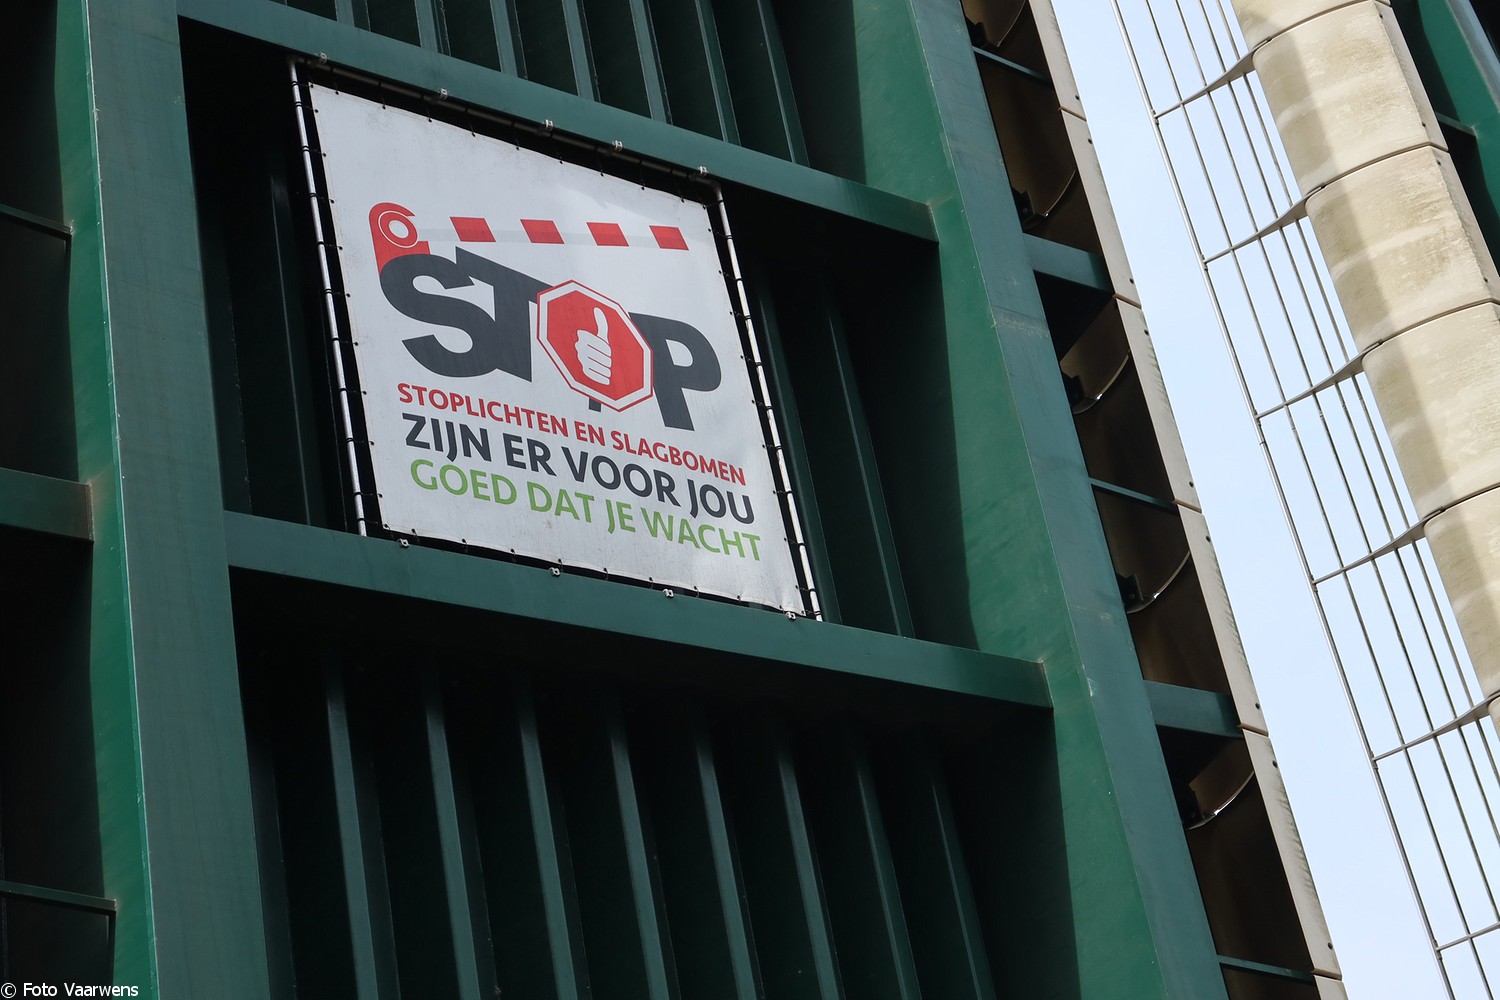 STOP
STOPLICHTEN EN SLAGBOMEN
ZIJN ER VOOR JOU
GOED DAT JE WACHT
© Foto Vaarwens